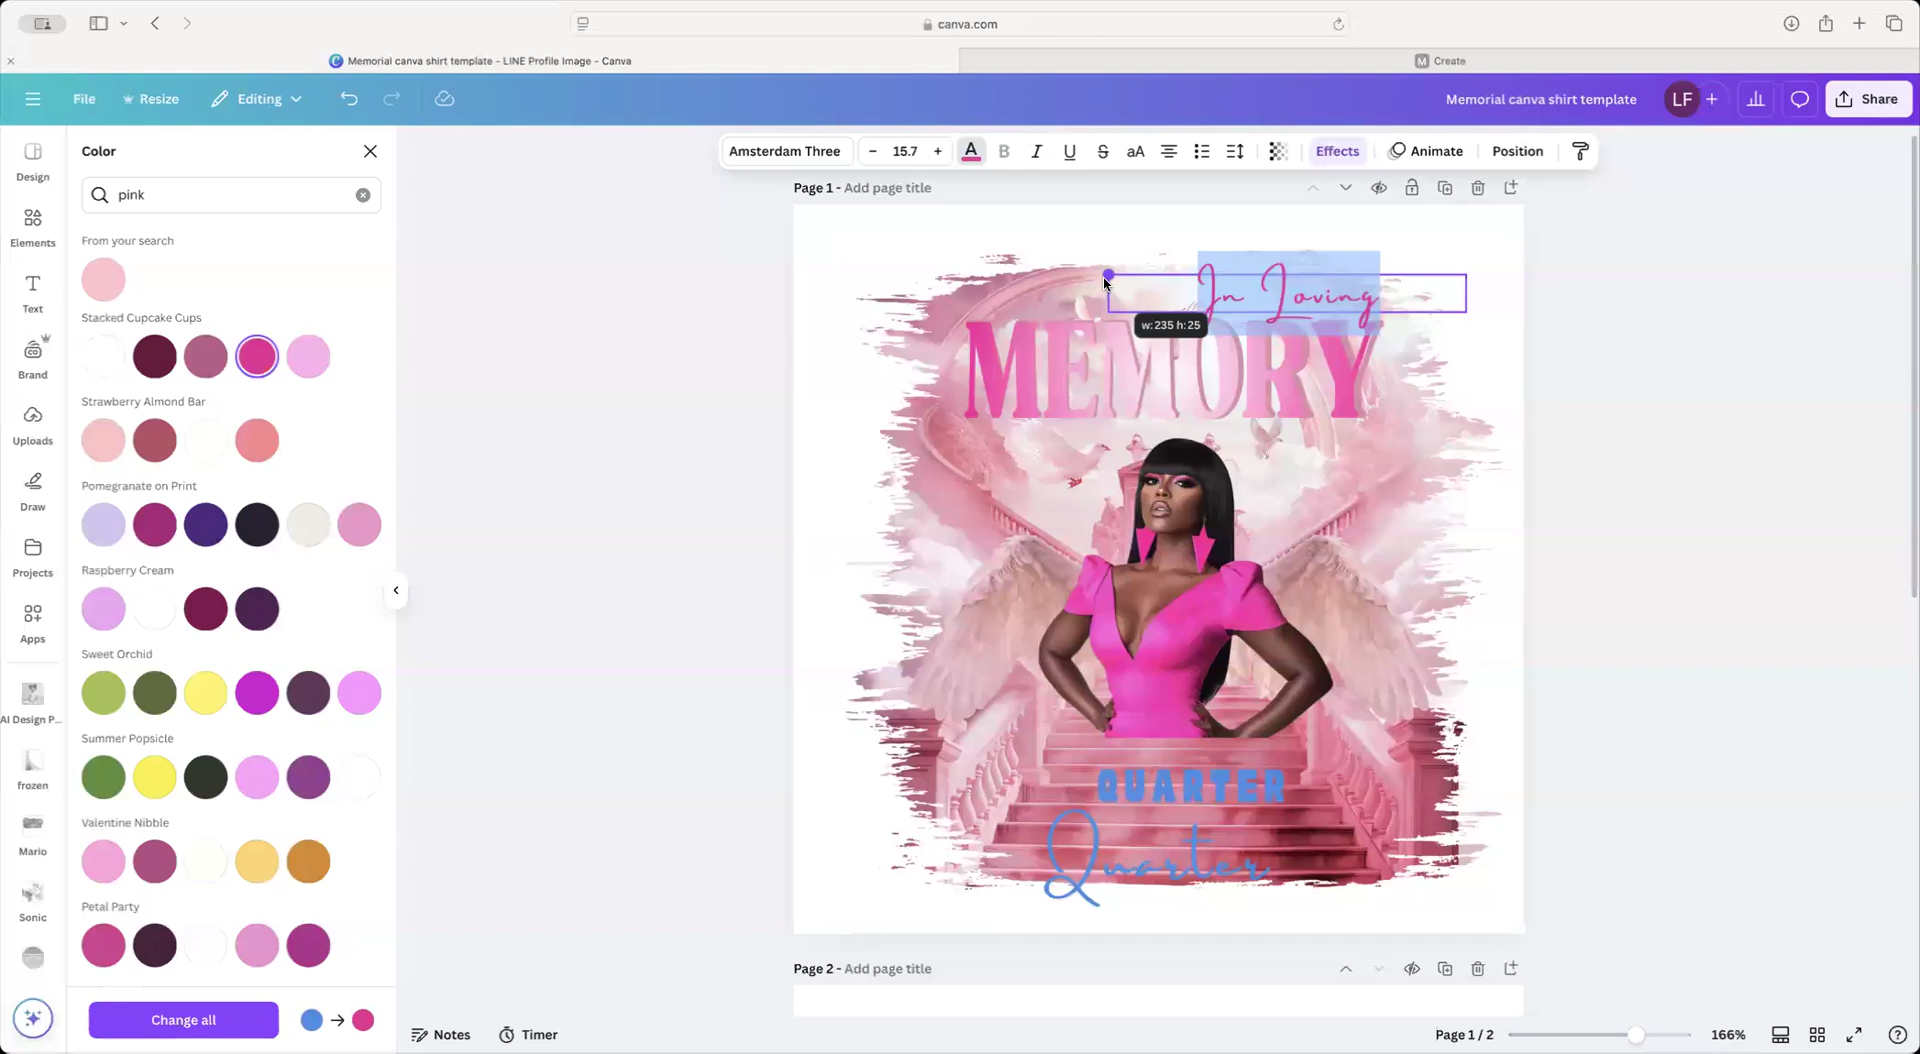 canva.com
Memorial canva shirt template - LINE Profile Image - Canva
M Create
File
Resize
Editing
Memorial canva shirt template
LF
Share
Design
Elements
Text
Brand
Uploads
Draw
Projects
Apps
AI Design P...
frozen
Mario
Sonic
Color
pink
From your search
Stacked Cupcake Cups
Strawberry Almond Bar
Pomegranate on Print
Raspberry Cream
Sweet Orchid
Summer Popsicle
Valentine Nibble
Petal Party
Change all
Amsterdam Three
- 15.7 +
A B I U S aA
Effects
Animate
Position
Page 1 - Add page title
In Loving
w:235 h:25
MEMORY
QUARTER
Quarter
Page 2 - Add page title
Notes
Timer
Page 1 / 2
166%